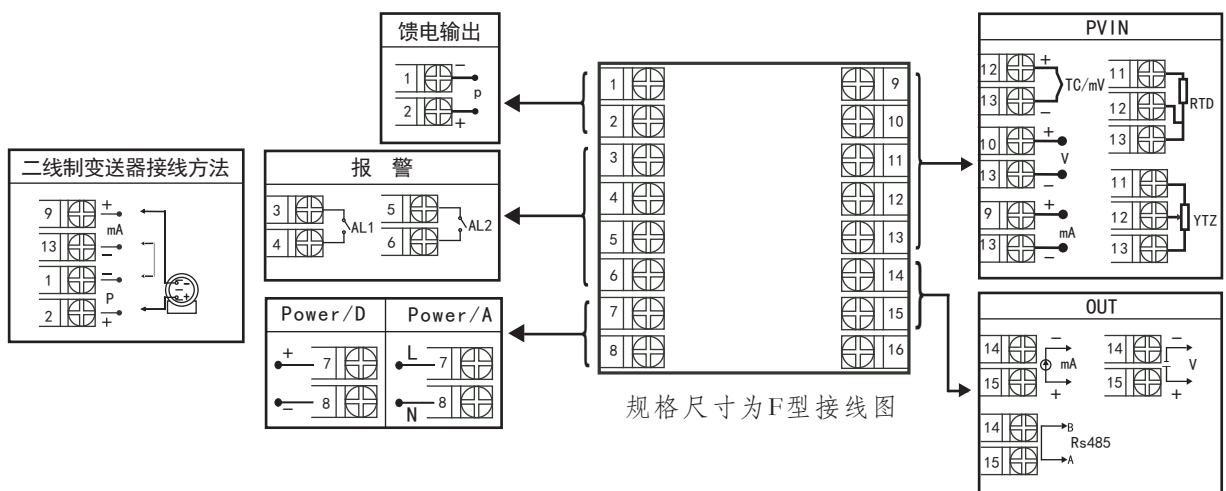 馈电输出
1
−
p
2
+
报 警
3
4
AL1
5
6
AL2
二线制变送器接线方法
9
+
mA
13
−
1
−
P
2
+
−
−
+
Power/D
Power/A
+
7
−
8
L
7
N
8
1
2
3
4
5
6
7
8
9
10
11
12
13
14
15
16
规格尺寸为F型接线图
PVIN
12
+
TC/mV
13
−
10
+
V
13
−
9
+
mA
13
−
11
12
RTD
13
11
12
YTZ
13
OUT
14
−
mA
15
+
14
−
V
15
+
14
B
Rs485
15
A